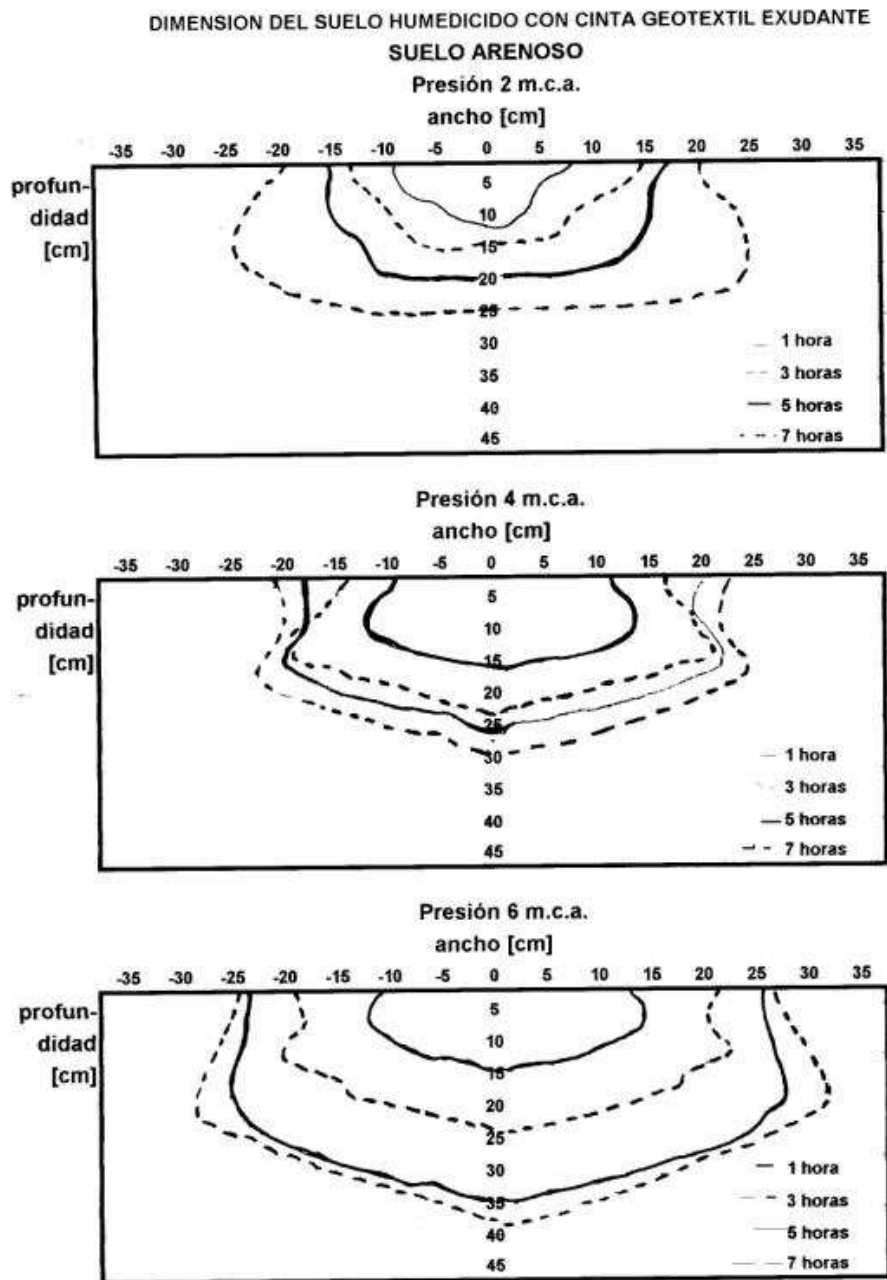 DIMENSION DEL SUELO HUMEDICIDO CON CINTA GEOTEXTIL EXUDANTE
SUELO ARENOSO
Presión 2 m.c.a.
ancho [cm]
-35 -30 -25 -20 -15 -10 -5 0 5 10 15 20 25 30 35
profun-
didad
[cm]
5
10
15
20
25
30
35
40
45
1 hora
3 horas
5 horas
7 horas
Presión 4 m.c.a.
ancho [cm]
-35 -30 -25 -20 -15 -10 -5 0 5 10 15 20 25 30 35
profun-
didad
[cm]
5
10
15
20
25
30
35
40
45
1 hora
3 horas
5 horas
7 horas
Presión 6 m.c.a.
ancho [cm]
-35 -30 -25 -20 -15 -10 -5 0 5 10 15 20 25 30 35
profun-
didad
[cm]
5
10
15
20
25
30
35
40
45
1 hora
3 horas
5 horas
7 horas